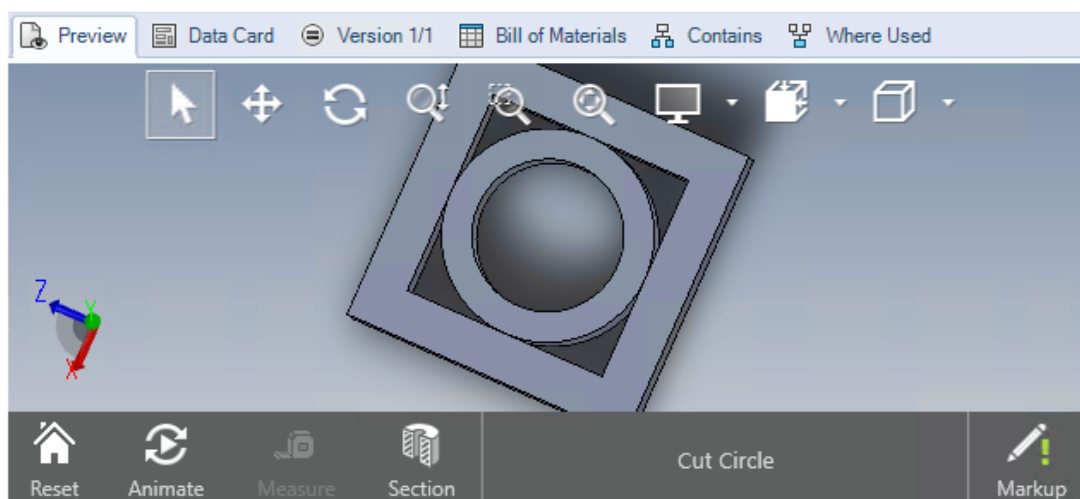 Preview Data Card Version 1/1 Bill of Materials Contains Where Used
Z Y
X
Cut Circle
Reset Animate Measure Section Markup